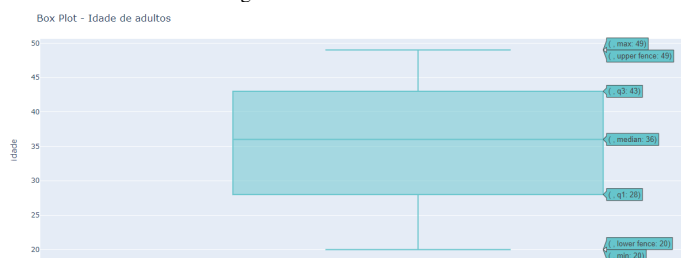 Box Plot - Idade de adultos
50
( , max: 49)
( , upper fence: 49)
45
( , q3: 43)
40
( , median: 36)
35
idade
30
( , q1: 28)
25
( , lower fence: 20)
20
( , min: 20)